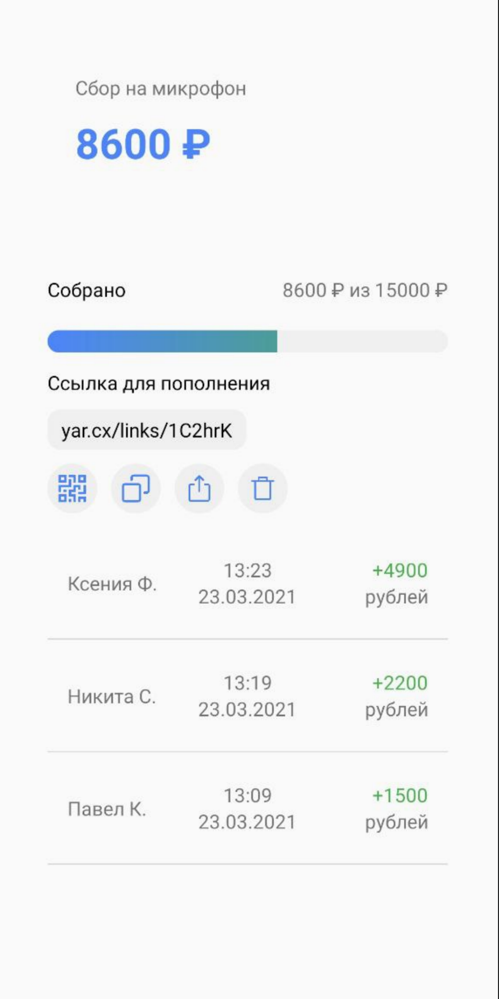 Сбор на микрофон
8600 ₽
Собрано 8600 ₽ из 15000 ₽
Ссылка для пополнения
yar.cx/links/1C2hrK
Ксения Ф. 13:23 23.03.2021 +4900 рублей
Никита С. 13:19 23.03.2021 +2200 рублей
Павел К. 13:09 23.03.2021 +1500 рублей